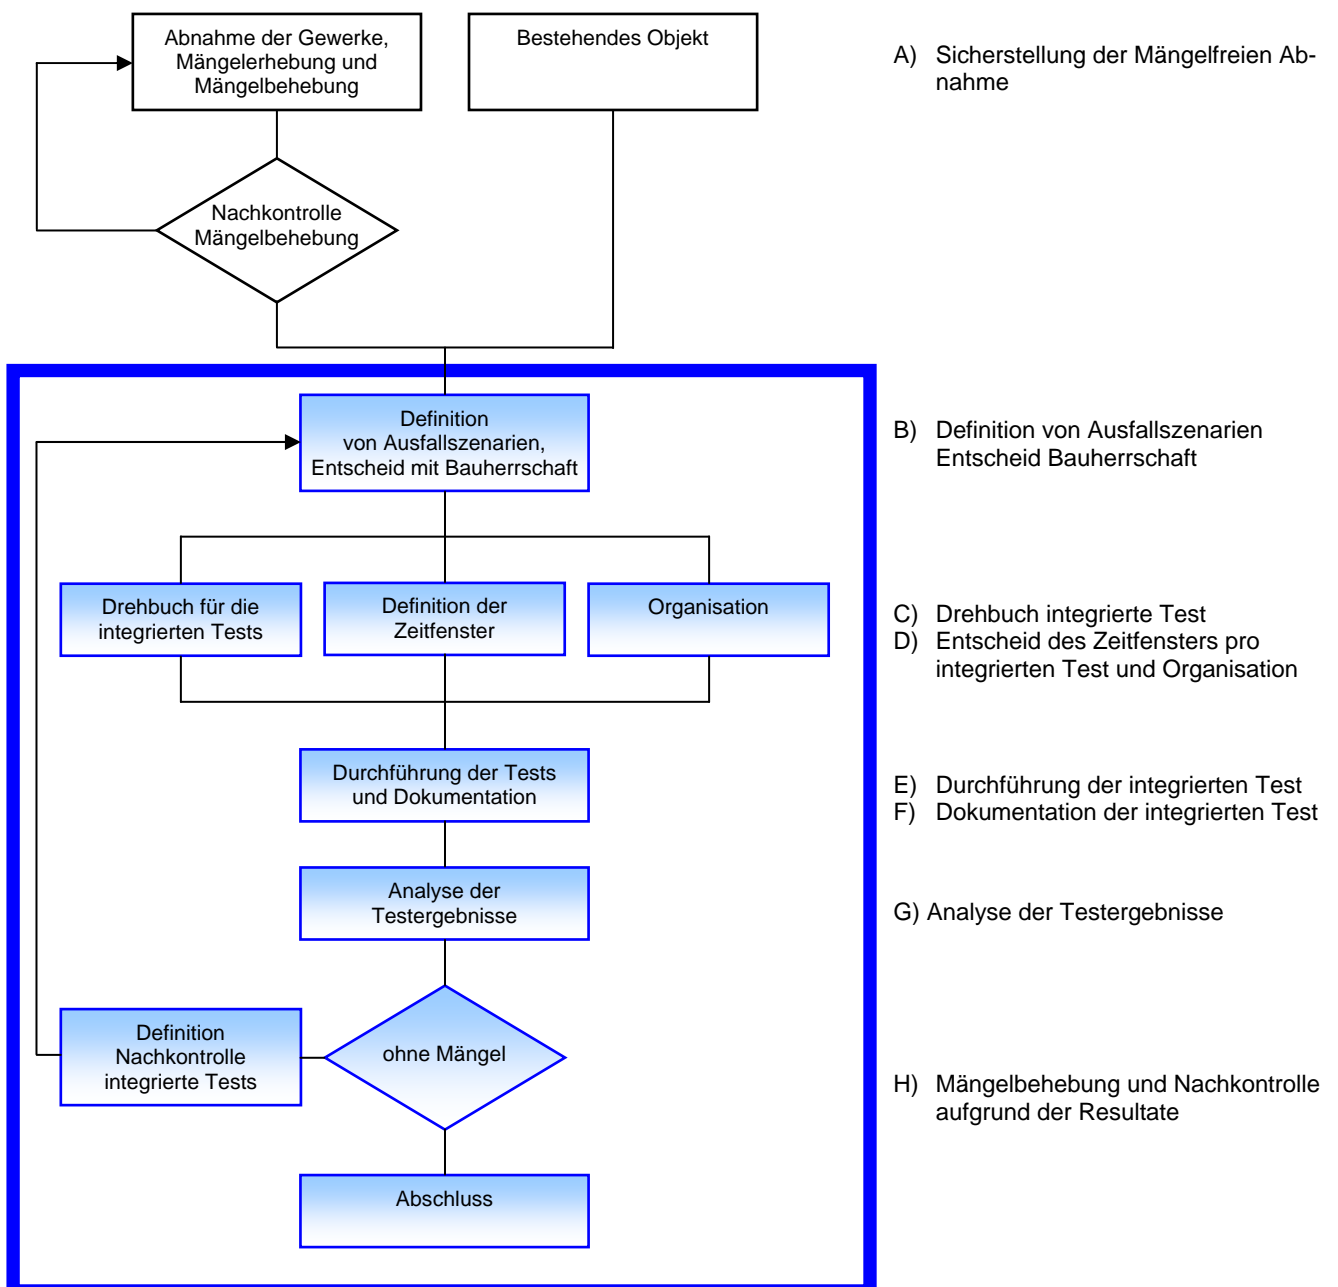 Abnahme der Gewerke,
Mängelerhebung und
Mängelbehebung
Bestehendes Objekt
A) Sicherstellung der Mängelfreien Ab-
nahme
Nachkontrolle
Mängelbehebung
Definition
von Ausfallszenarien,
Entscheid mit Bauherrschaft
B) Definition von Ausfallszenarien
Entscheid Bauherrschaft
Drehbuch für die
integrierten Tests
Definition der
Zeitfenster
Organisation
C) Drehbuch integrierte Test
D) Entscheid des Zeitfensters pro
integrierten Test und Organisation
Durchführung der Tests
und Dokumentation
E) Durchführung der integrierten Test
F) Dokumentation der integrierten Test
Analyse der
Testergebnisse
G) Analyse der Testergebnisse
Definition
Nachkontrolle
integrierte Tests
ohne Mängel
H) Mängelbehebung und Nachkontrolle
aufgrund der Resultate
Abschluss